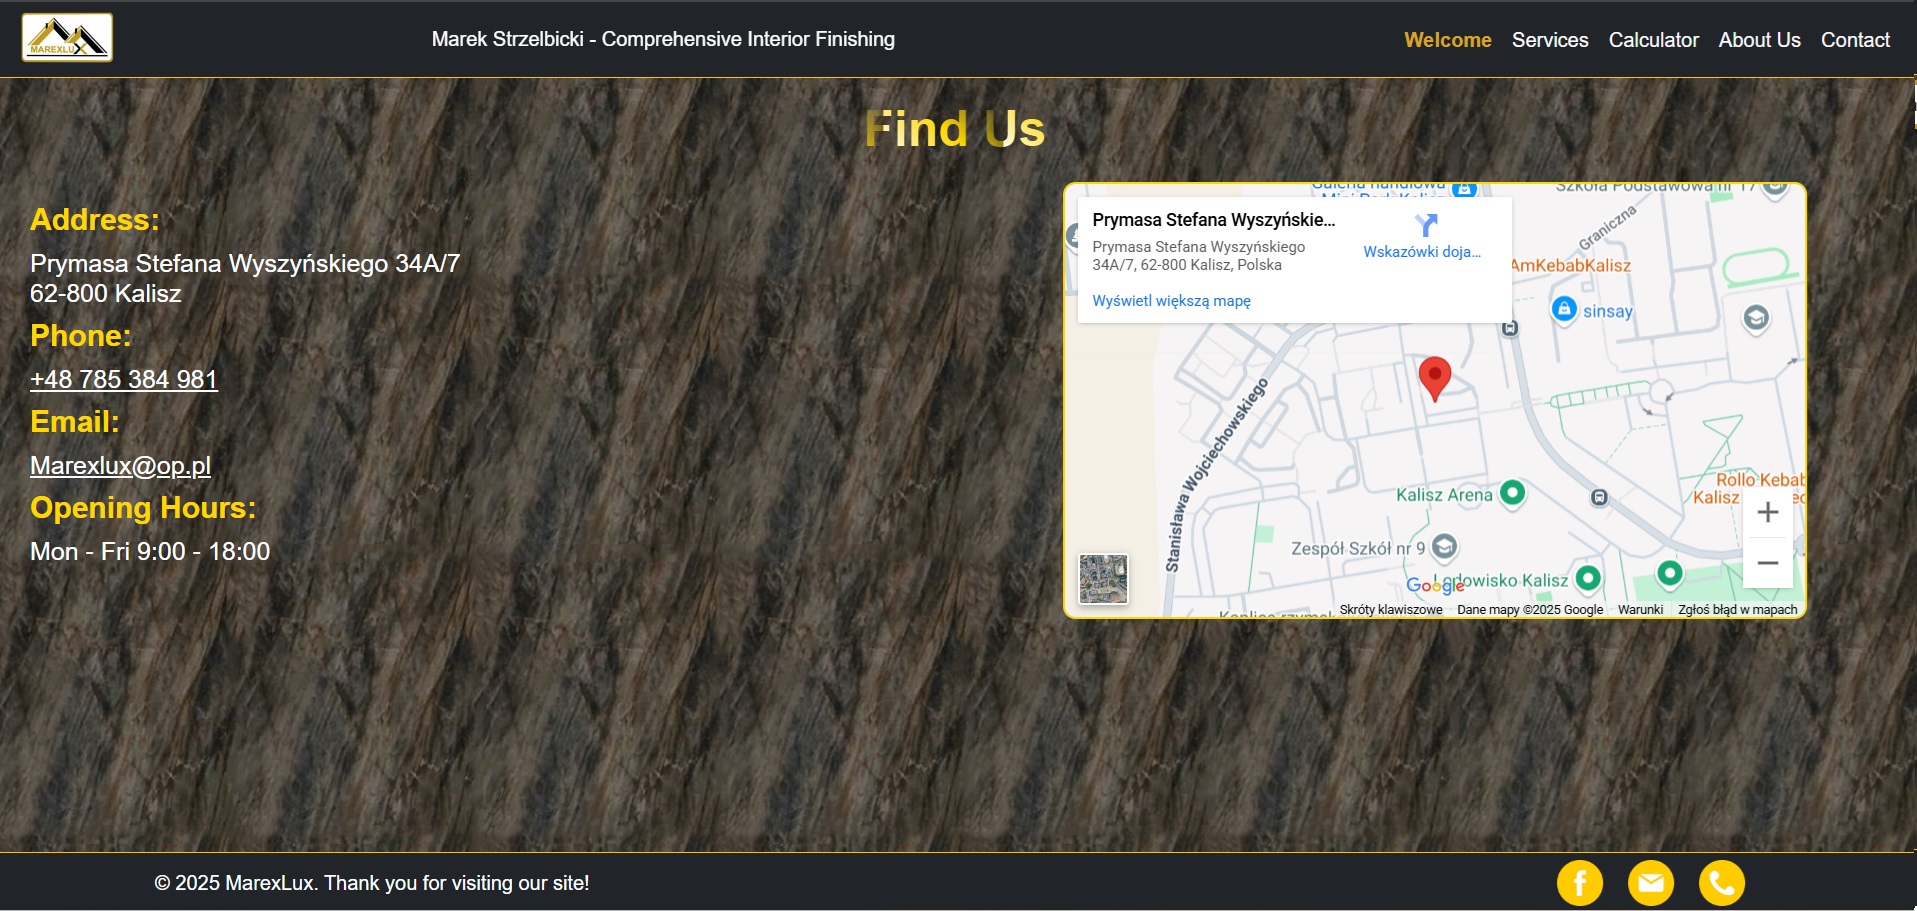 MAREXLUX
Marek Strzelbicki - Comprehensive Interior Finishing
Welcome Services Calculator About Us Contact
Find Us
Address:
Prymasa Stefana Wyszyńskiego 34A/7
62-800 Kalisz
Phone:
+48 785 384 981
Email:
Marexlux@op.pl
Opening Hours:
Mon - Fri 9:00 - 18:00
Galeria handlowa
Mini Park Kalisz
Szkoła Podstawowa nr 17
Prymasa Stefana Wyszyńskie...
Prymasa Stefana Wyszyńskiego
34A/7, 62-800 Kalisz, Polska
Wskazówki doja...
Wyświetl większą mapę
Graniczna
AmKebabKalisz
sinsay
Stanisława Wojciechowskiego
Kalisz Arena
Rollo Kebab
Kalisz
Zespół Szkół nr 9
Lodowisko Kalisz
Google
Skróty klawiszowe Dane mapy ©2025 Google Warunki Zgłoś błąd w mapach
© 2025 MarexLux. Thank you for visiting our site!